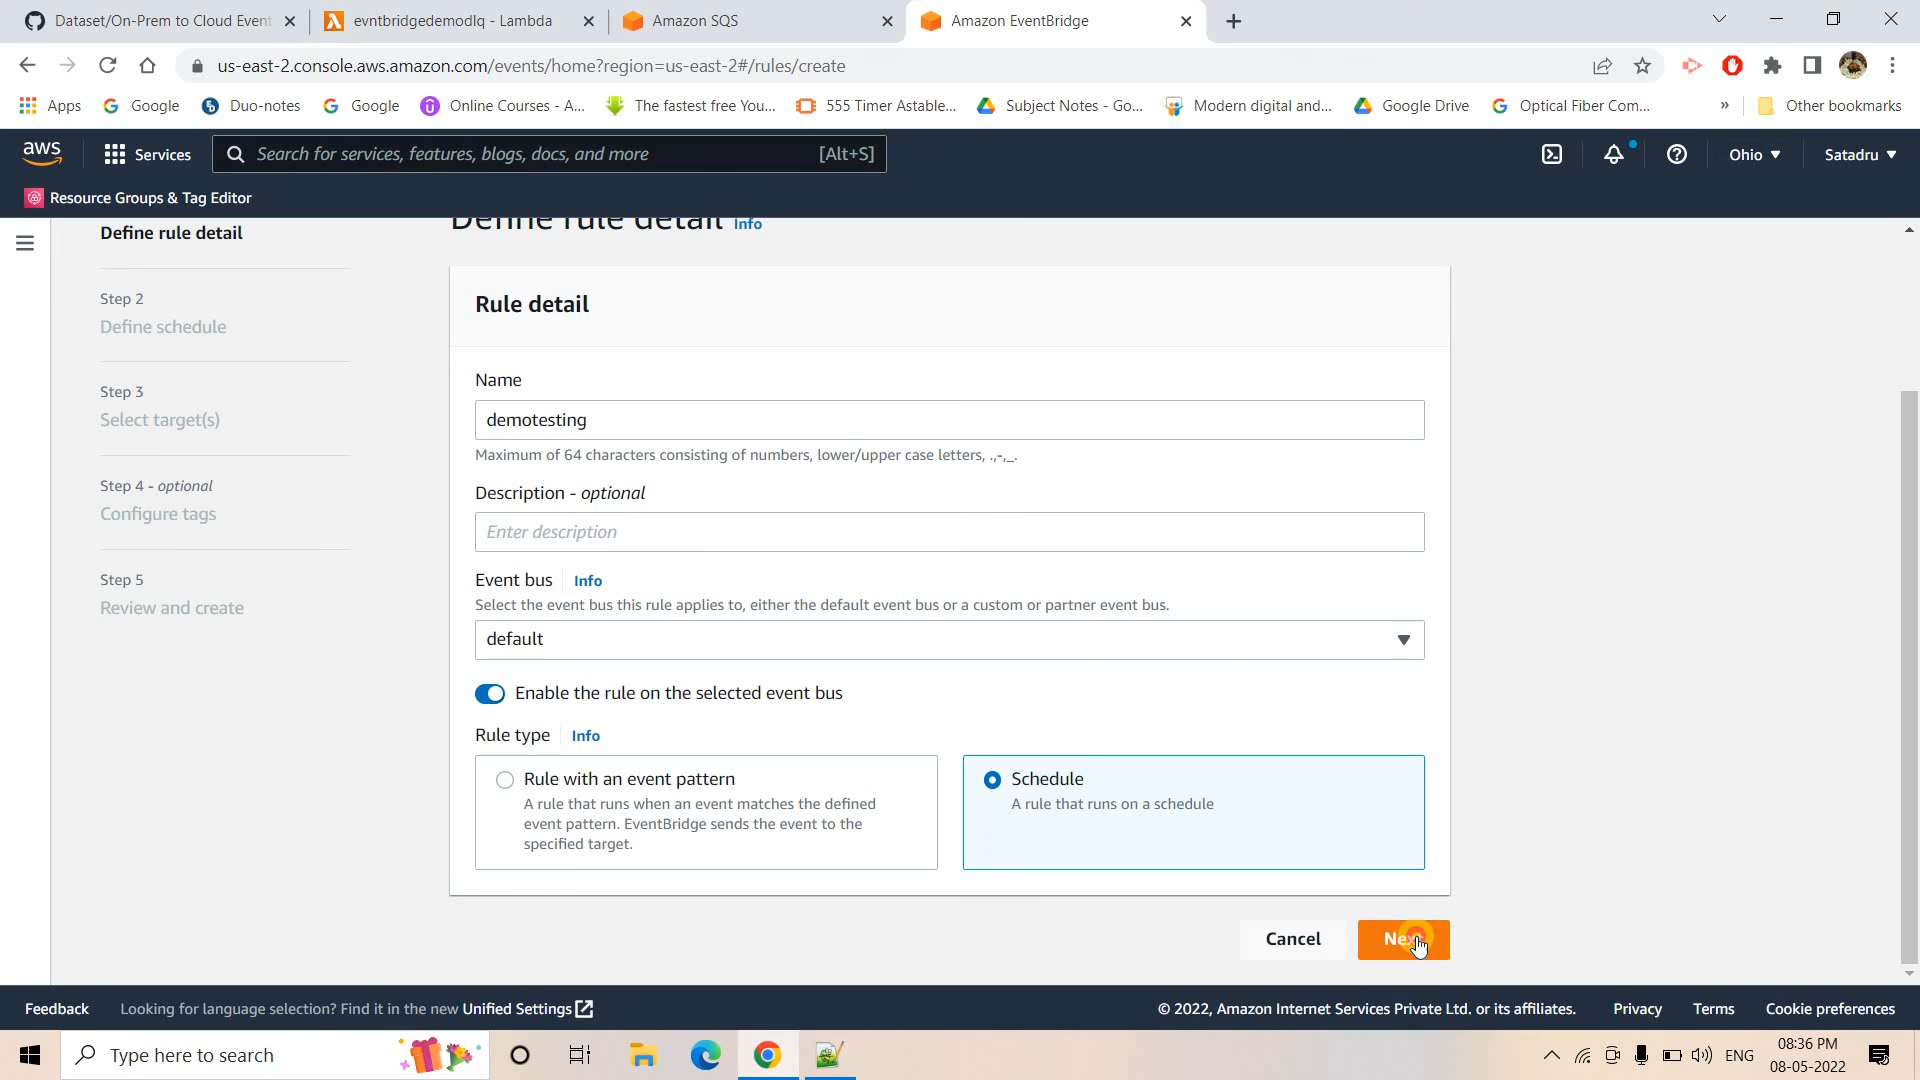 Dataset/On-Prem to Cloud Event
evntbridgedemodlq - Lambda
Amazon SQS
Amazon EventBridge
us-east-2.console.aws.amazon.com/events/home?region=us-east-2#/rules/create
Apps
Google
Duo-notes
Google
Online Courses - A...
The fastest free You...
555 Timer Astable...
Subject Notes - Go...
Modern digital and...
Google Drive
Optical Fiber Com...
»
Other bookmarks
aws
Services
Search for services, features, blogs, docs, and more
[Alt+S]
Ohio
Satadru
Resource Groups & Tag Editor
Define rule detail
Step 2
Define schedule
Step 3
Select target(s)
Step 4 - optional
Configure tags
Step 5
Review and create
Define rule detail Info
Rule detail
Name
demotesting
Maximum of 64 characters consisting of numbers, lower/upper case letters, .,-,_.
Description - optional
Enter description
Event bus Info
Select the event bus this rule applies to, either the default event bus or a custom or partner event bus.
default
Enable the rule on the selected event bus
Rule type Info
Rule with an event pattern
A rule that runs when an event matches the defined
event pattern. EventBridge sends the event to the
specified target.
Schedule
A rule that runs on a schedule
Cancel
Next
Feedback
Looking for language selection? Find it in the new Unified Settings
© 2022, Amazon Internet Services Private Ltd. or its affiliates.
Privacy
Terms
Cookie preferences
Type here to search
ENG
08:36 PM
08-05-2022